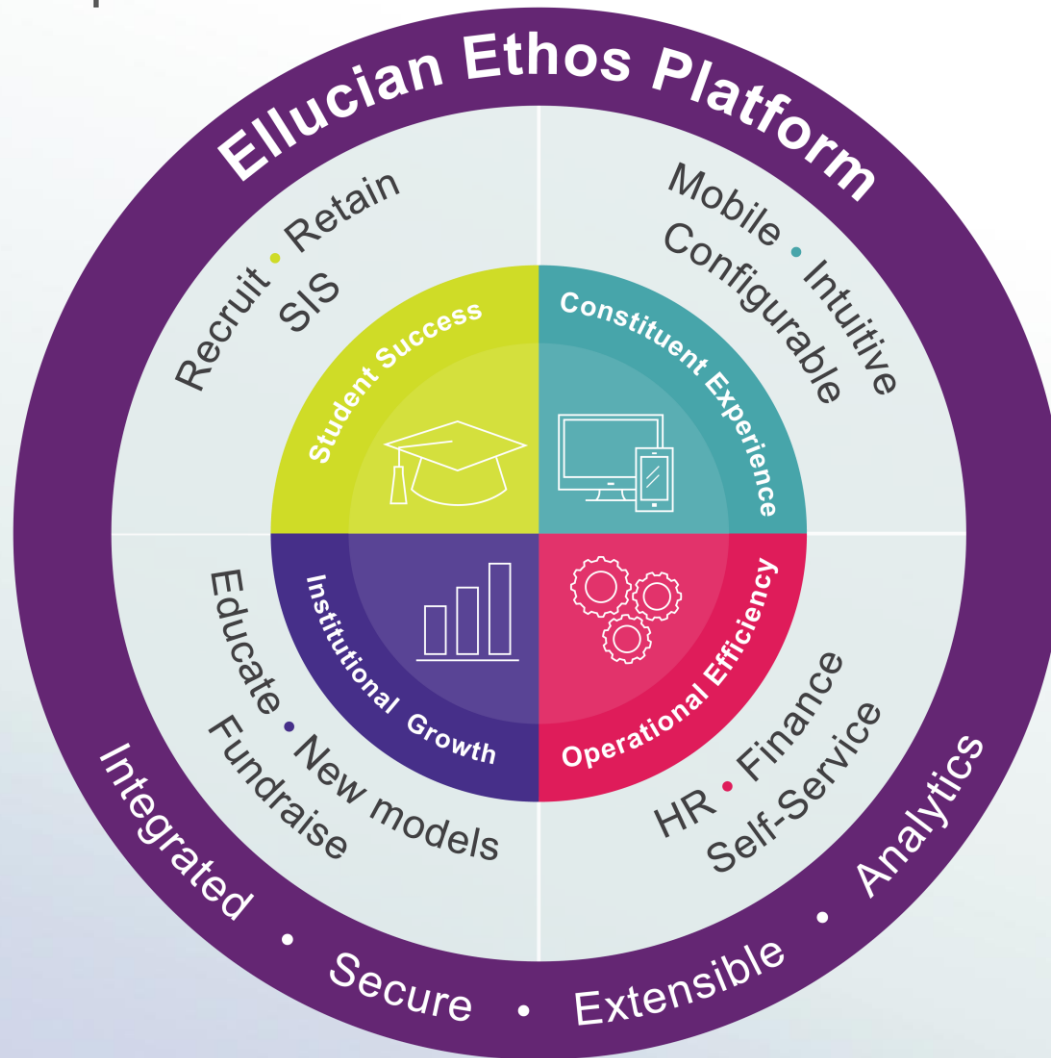 Ellucian Ethos Platform
Recruit • Retain
SIS
Mobile • Intuitive
Configurable
Student Success
Constituent Experience
Institutional Growth
Operational Efficiency
Educate • New models
Fundraise
HR • Finance
Self-Service
Integrated • Secure • Extensible • Analytics